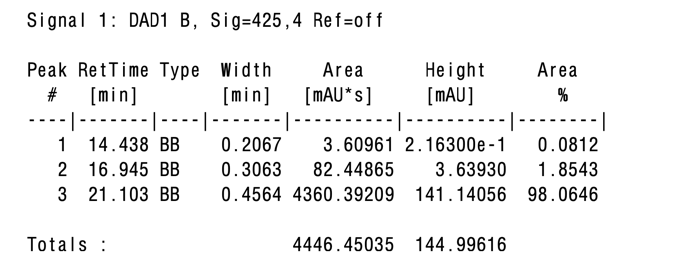 Signal 1: DAD1 B, Sig=425,4 Ref=off
Peak RetTime Type Width Area Height Area
# [min] [min] [mAU*s] [mAU] %
----|-------|----|-------|----------|----------|--------|
1 14.438 BB 0.2067 3.60961 2.16300e-1 0.0812
2 16.945 BB 0.3063 82.44865 3.63930 1.8543
3 21.103 BB 0.4564 4360.39209 141.14056 98.0646
Totals : 4446.45035 144.99616